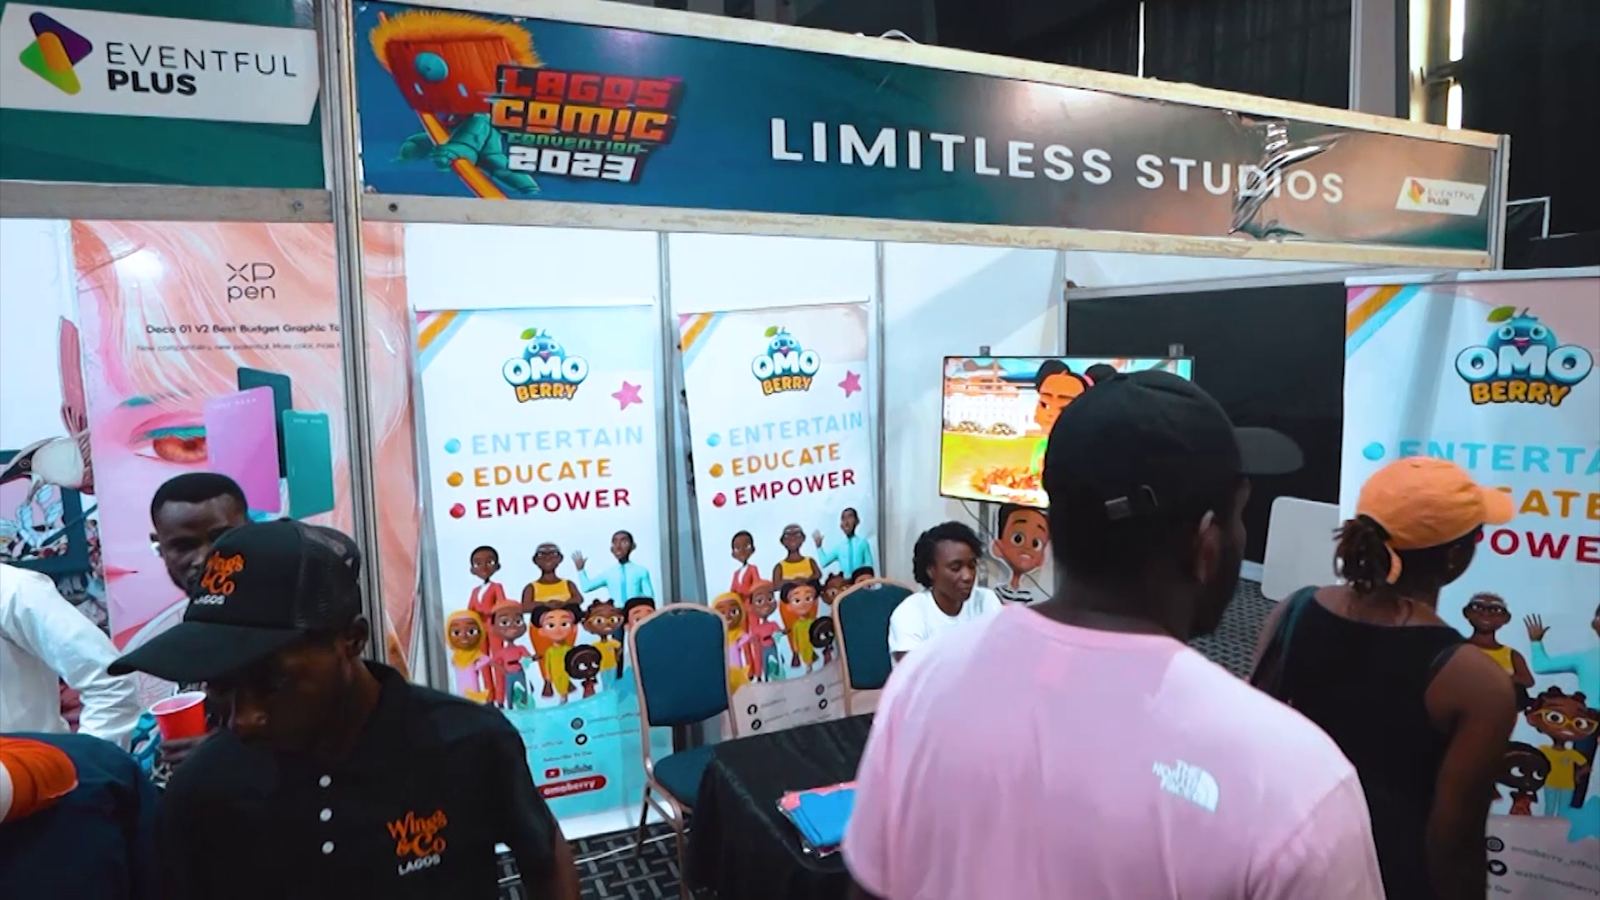 EVENTFUL
PLUS
LAGOS
COMIC
CONVENTION
2023
LIMITLESS STUDIOS
EVENTFUL
PLUS
XP
pen
Deco 01 V2 Best Budget Graphic
OMO
BERRY
ENTERTAIN
EDUCATE
EMPOWER
YouTube
omoberry
OMO
BERRY
ENTERTAIN
EDUCATE
EMPOWER
OMO
BERRY
ENTERTA
CATE
POWE
Wings
& Co
LAGOS
Wings
& Co
LAGOS
THE
NORTH
FACE